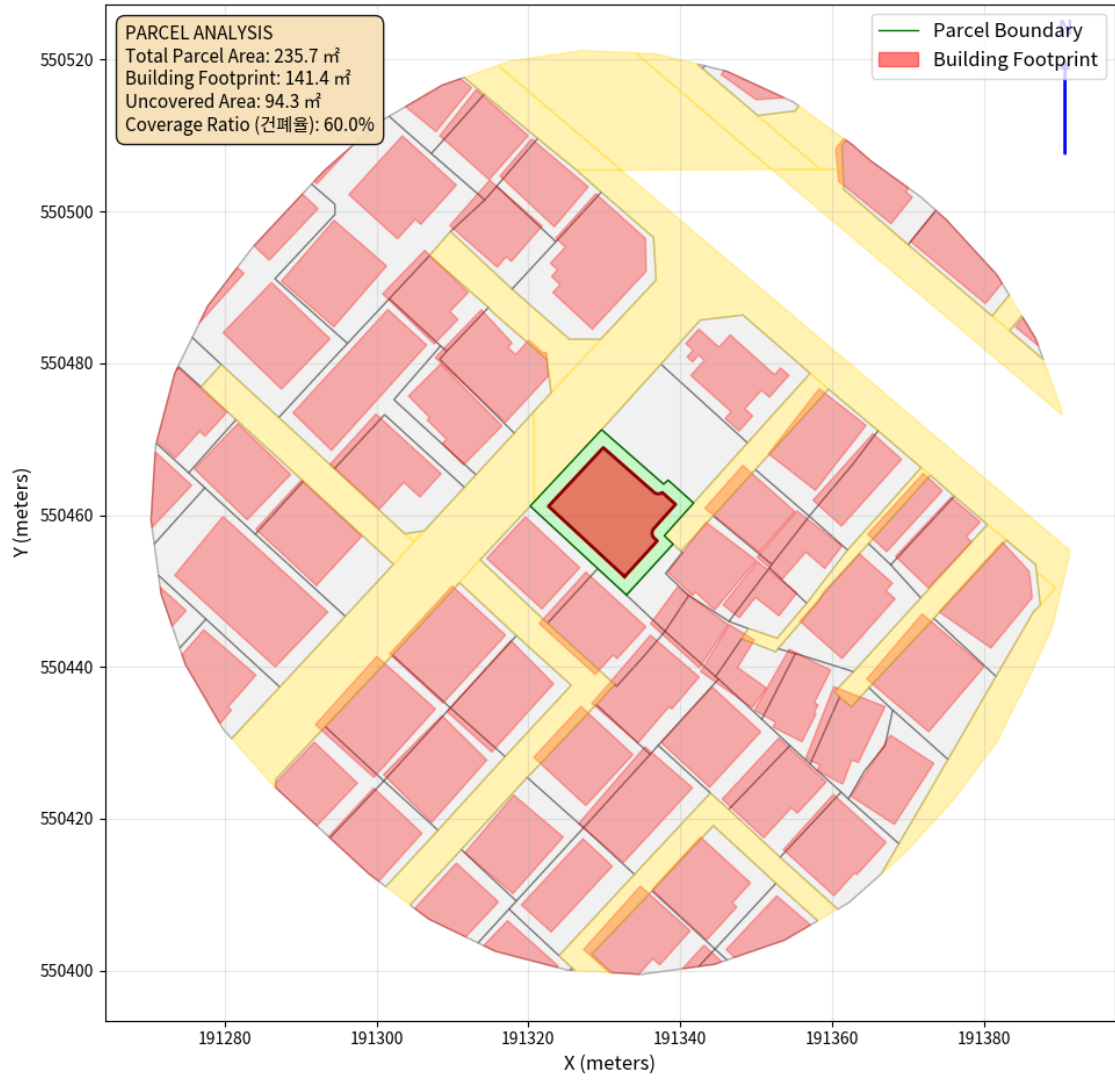 PARCEL ANALYSIS
Total Parcel Area: 235.7 ㎡
Building Footprint: 141.4 ㎡
Uncovered Area: 94.3 ㎡
Coverage Ratio (건폐율): 60.0%
N
Parcel Boundary
Building Footprint
550520
550500
550480
550460
550440
550420
550400
Y (meters)
191280
191300
191320
191340
191360
191380
X (meters)